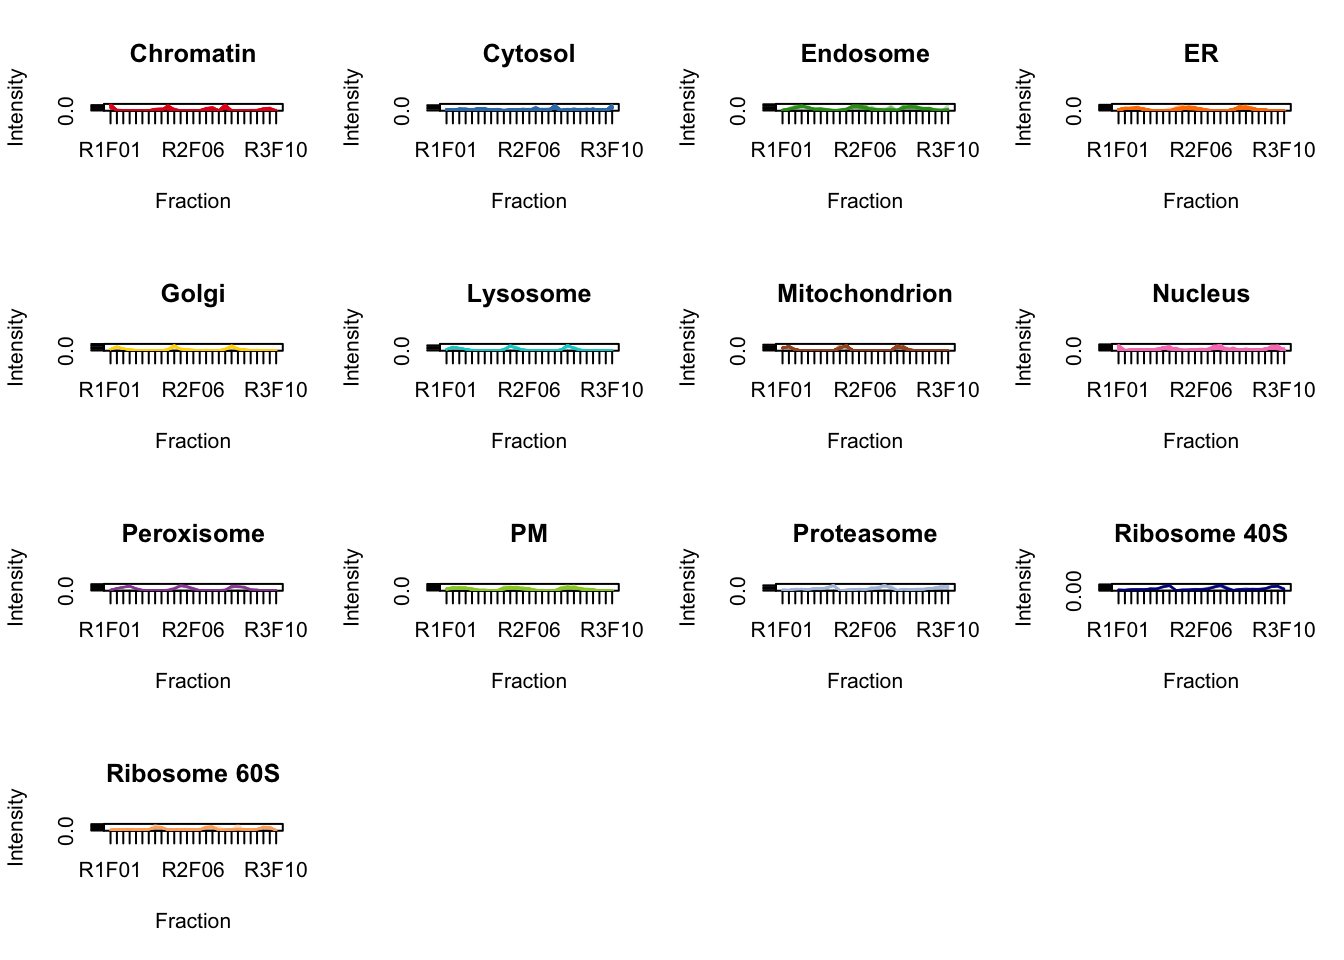 Chromatin
Intensity
0.0
R1F01 R2F06 R3F10
Fraction
Cytosol
Intensity
0.0
R1F01 R2F06 R3F10
Fraction
Endosome
Intensity
0.0
R1F01 R2F06 R3F10
Fraction
ER
Intensity
0.0
R1F01 R2F06 R3F10
Fraction
Golgi
Intensity
0.0
R1F01 R2F06 R3F10
Fraction
Lysosome
Intensity
0.0
R1F01 R2F06 R3F10
Fraction
Mitochondrion
Intensity
0.0
R1F01 R2F06 R3F10
Fraction
Nucleus
Intensity
0.0
R1F01 R2F06 R3F10
Fraction
Peroxisome
Intensity
0.0
R1F01 R2F06 R3F10
Fraction
PM
Intensity
0.0
R1F01 R2F06 R3F10
Fraction
Proteasome
Intensity
0.0
R1F01 R2F06 R3F10
Fraction
Ribosome 40S
Intensity
0.00
R1F01 R2F06 R3F10
Fraction
Ribosome 60S
Intensity
0.0
R1F01 R2F06 R3F10
Fraction